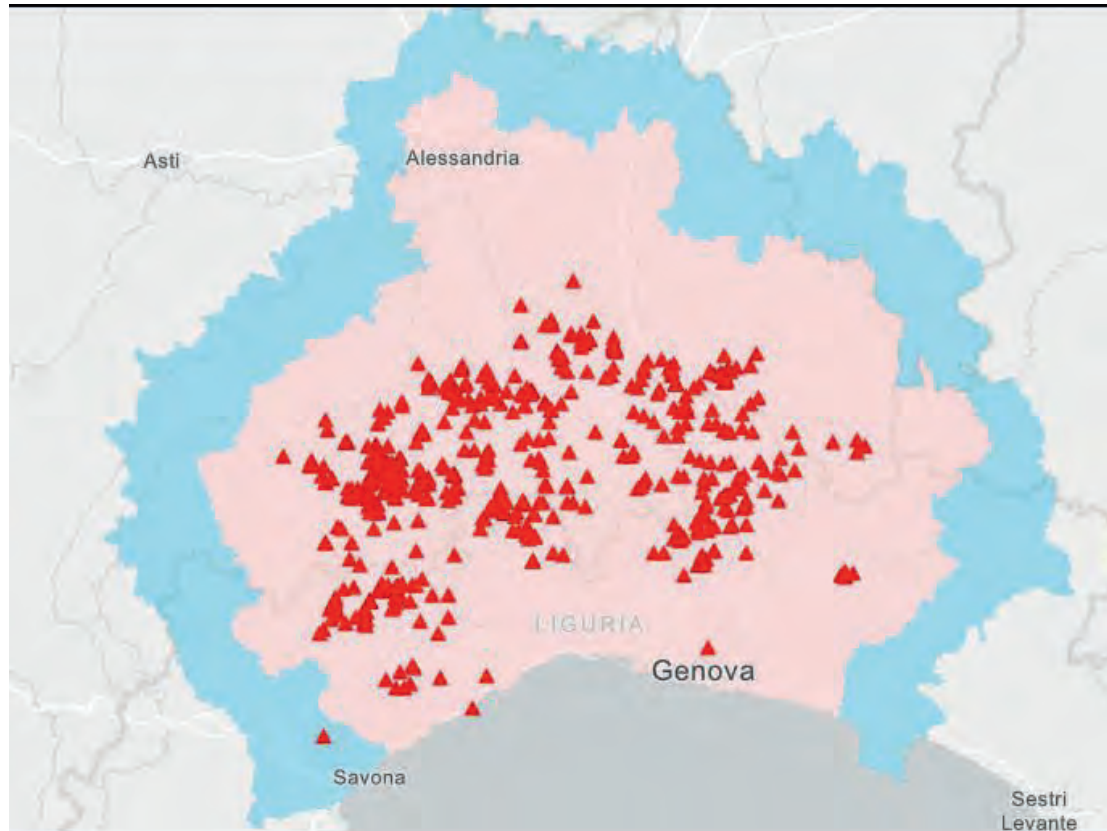 Asti
Alessandria
LIGURIA
Genova
Savona
Sestri
Levante